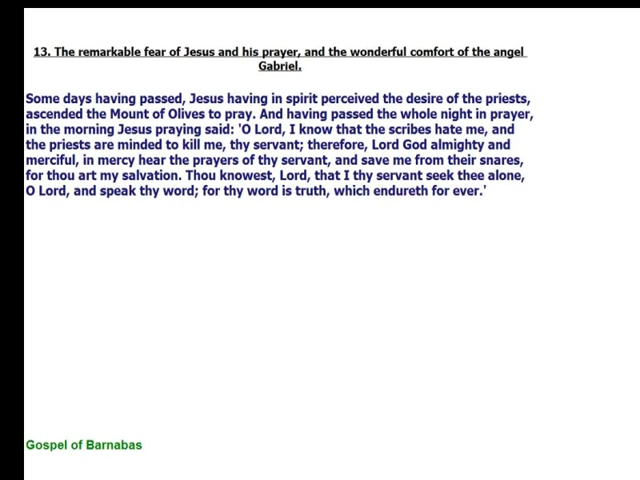 13. The remarkable fear of Jesus and his prayer, and the wonderful comfort of the angel
Gabriel.
Some days having passed, Jesus having in spirit perceived the desire of the priests,
ascended the Mount of Olives to pray. And having passed the whole night in prayer,
in the morning Jesus praying said: 'O Lord, I know that the scribes hate me, and
the priests are minded to kill me, thy servant; therefore, Lord God almighty and
merciful, in mercy hear the prayers of thy servant, and save me from their snares,
for thou art my salvation. Thou knowest, Lord, that I thy servant seek thee alone,
O Lord, and speak thy word; for thy word is truth, which endureth for ever.'
Gospel of Barnabas